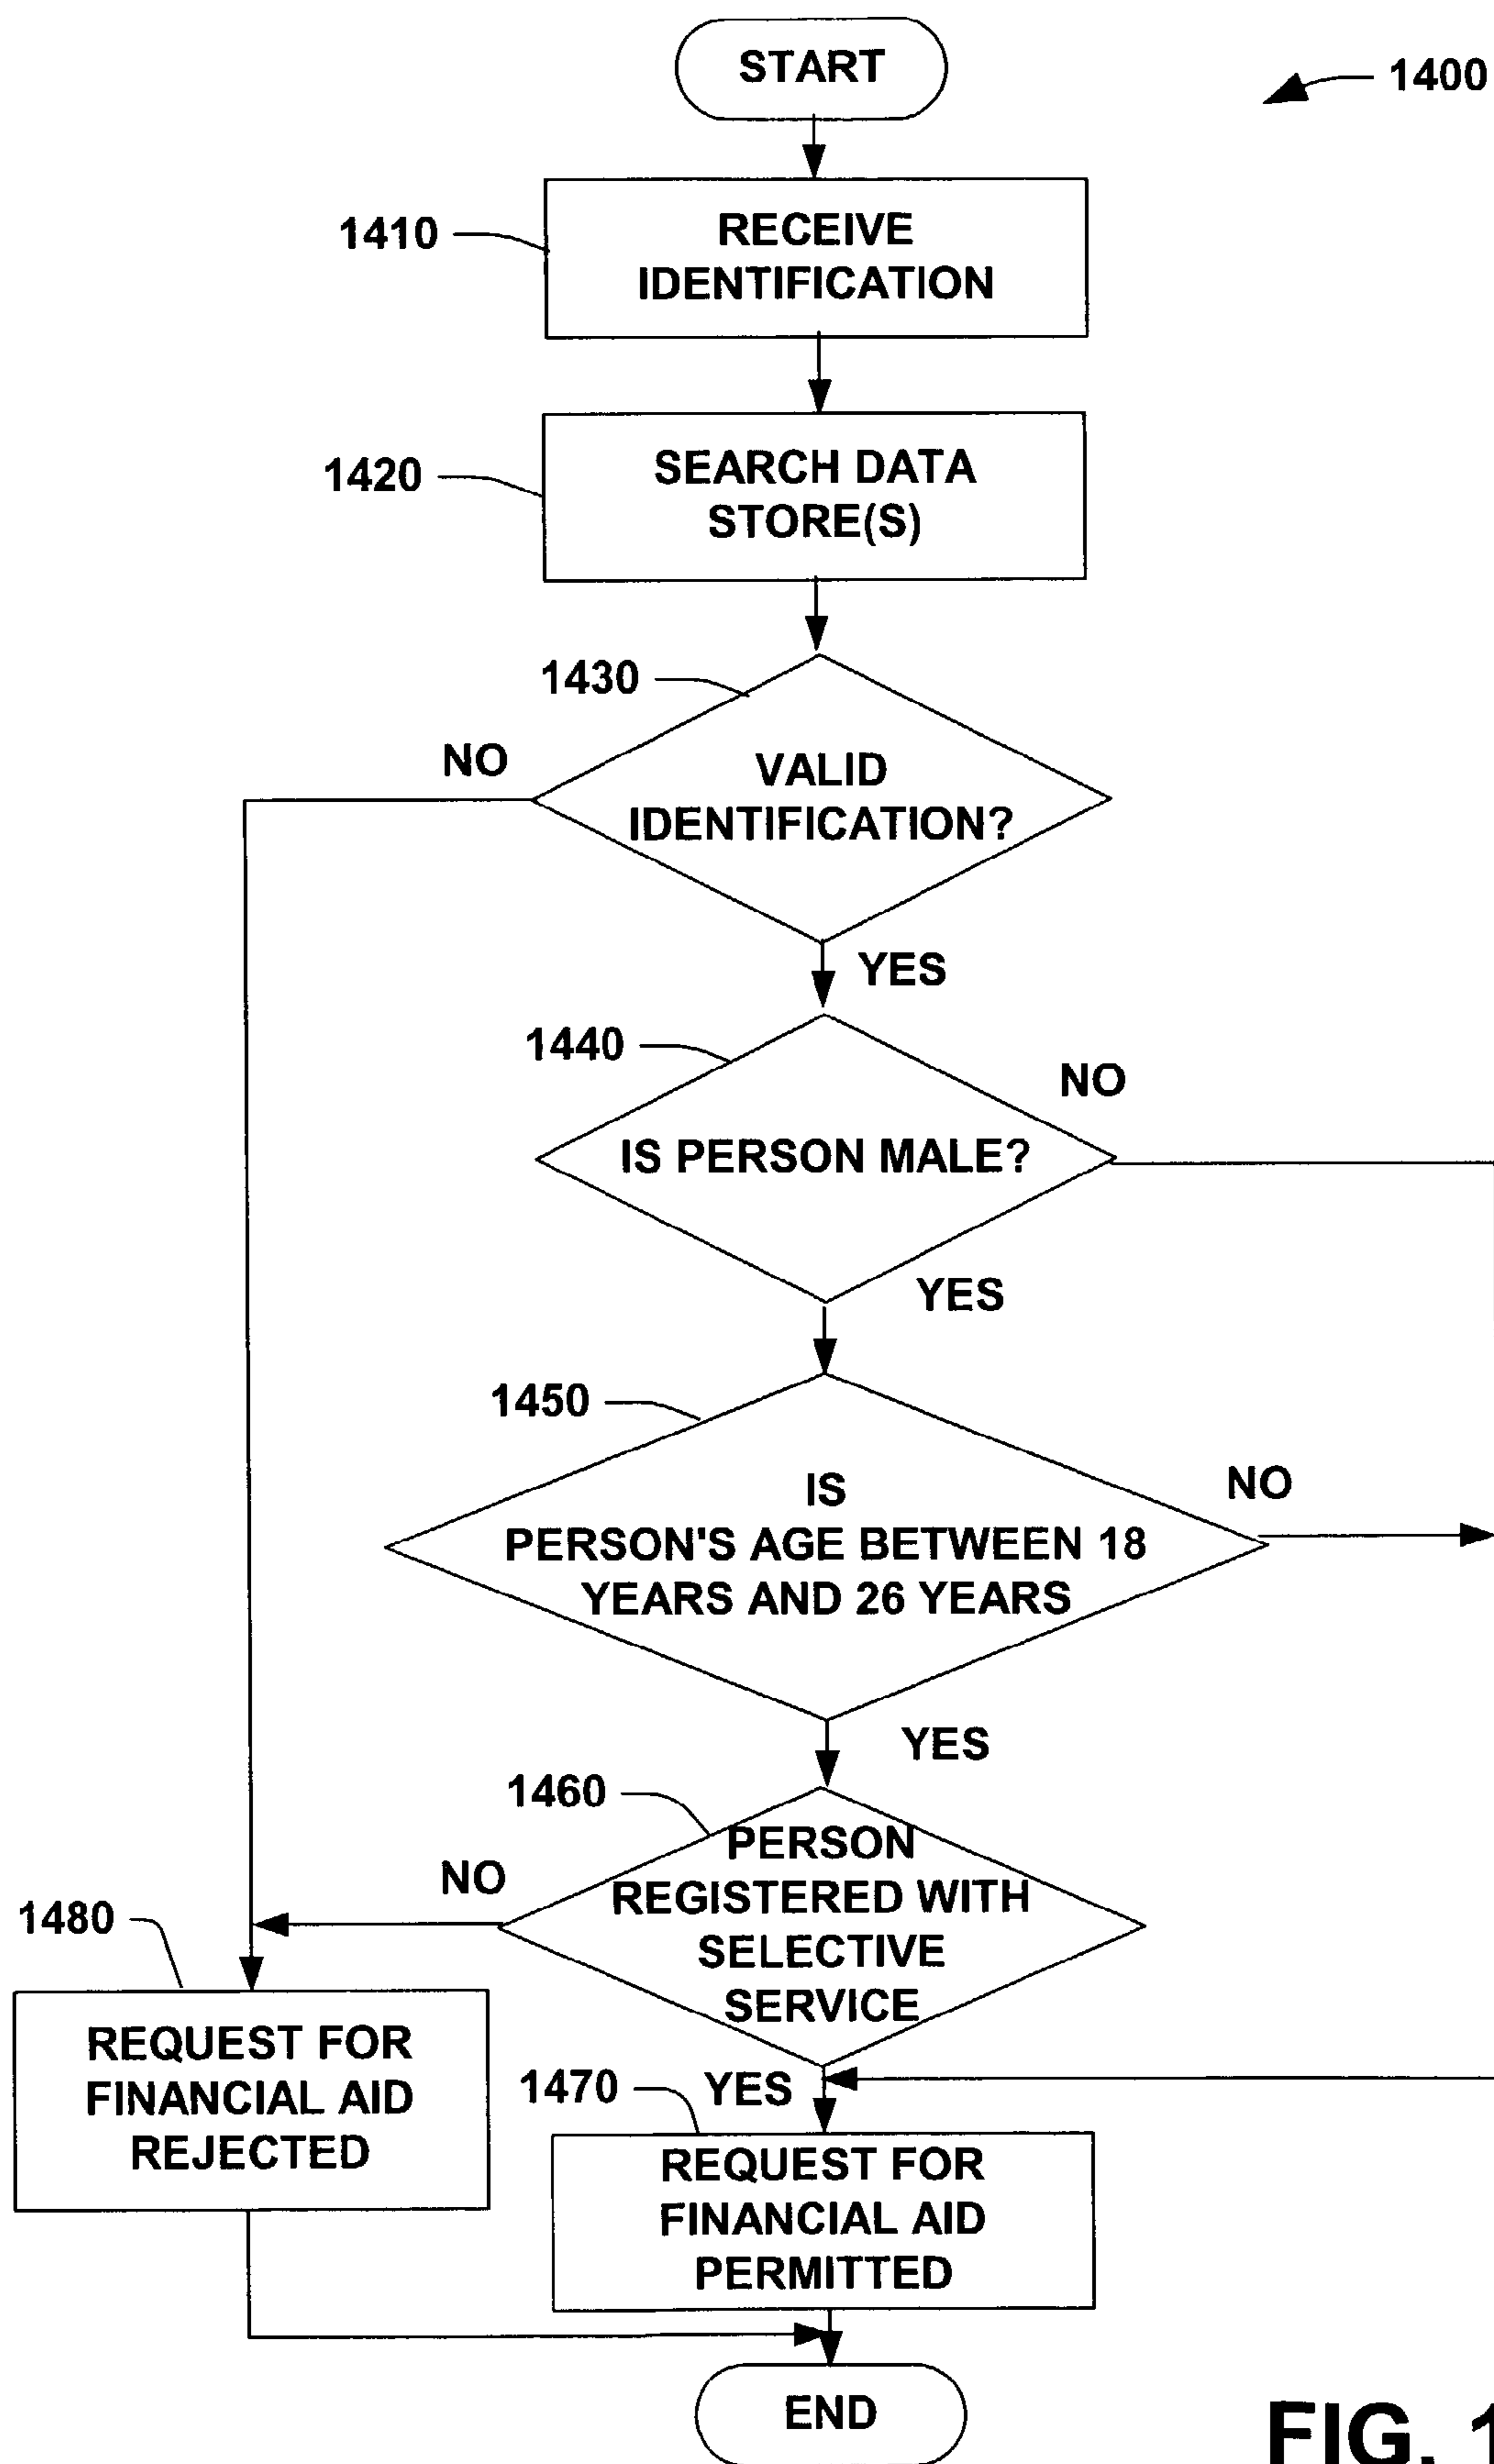 START
1400
1410
RECEIVE
IDENTIFICATION
1420
SEARCH DATA
STORE(S)
1430
NO
VALID
IDENTIFICATION?
YES
1440
NO
IS PERSON MALE?
YES
1450
IS
PERSON'S AGE BETWEEN 18
YEARS AND 26 YEARS
NO
YES
1460
PERSON
REGISTERED WITH
SELECTIVE
SERVICE
NO
1480
REQUEST FOR
FINANCIAL AID
REJECTED
YES
1470
REQUEST FOR
FINANCIAL AID
PERMITTED
END
FIG. 1